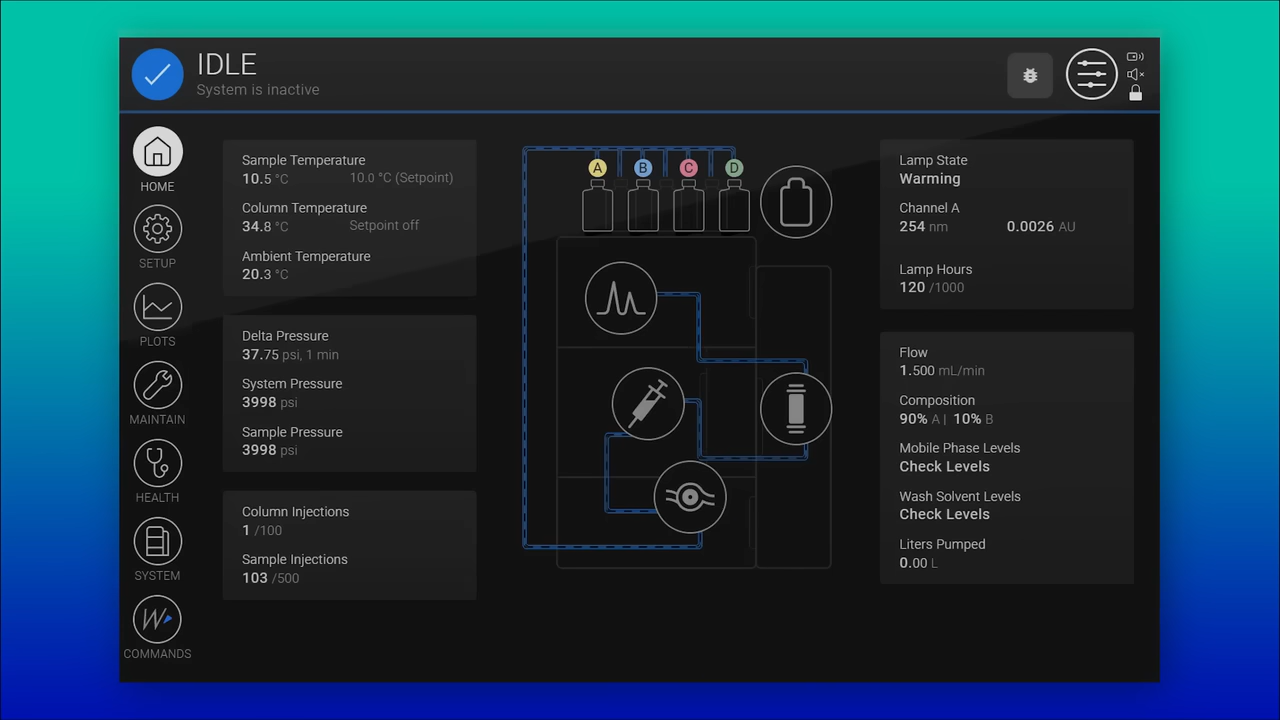 IDLE
System is inactive
HOME
SETUP
PLOTS
MAINTAIN
HEALTH
SYSTEM
COMMANDS
Sample Temperature
10.5 °C 10.0 °C (Setpoint)
Column Temperature
34.8 °C Setpoint off
Ambient Temperature
20.3 °C
Delta Pressure
37.75 psi, 1 min
System Pressure
3998 psi
Sample Pressure
3998 psi
Column Injections
1 /100
Sample Injections
103 /500
A B C D
Lamp State
Warming
Channel A
254 nm 0.0026 AU
Lamp Hours
120 /1000
Flow
1.500 mL/min
Composition
90% A | 10% B
Mobile Phase Levels
Check Levels
Wash Solvent Levels
Check Levels
Liters Pumped
0.00 L